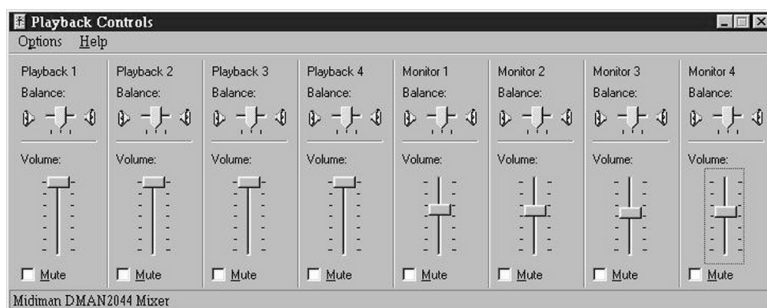 Playback Controls
Options Help
Playback 1 Playback 2 Playback 3 Playback 4 Monitor 1 Monitor 2 Monitor 3 Monitor 4
Balance: Balance: Balance: Balance: Balance: Balance: Balance: Balance:
Volume: Volume: Volume: Volume: Volume: Volume: Volume: Volume:
Mute Mute Mute Mute Mute Mute Mute Mute
Midiman DMAN2044 Mixer